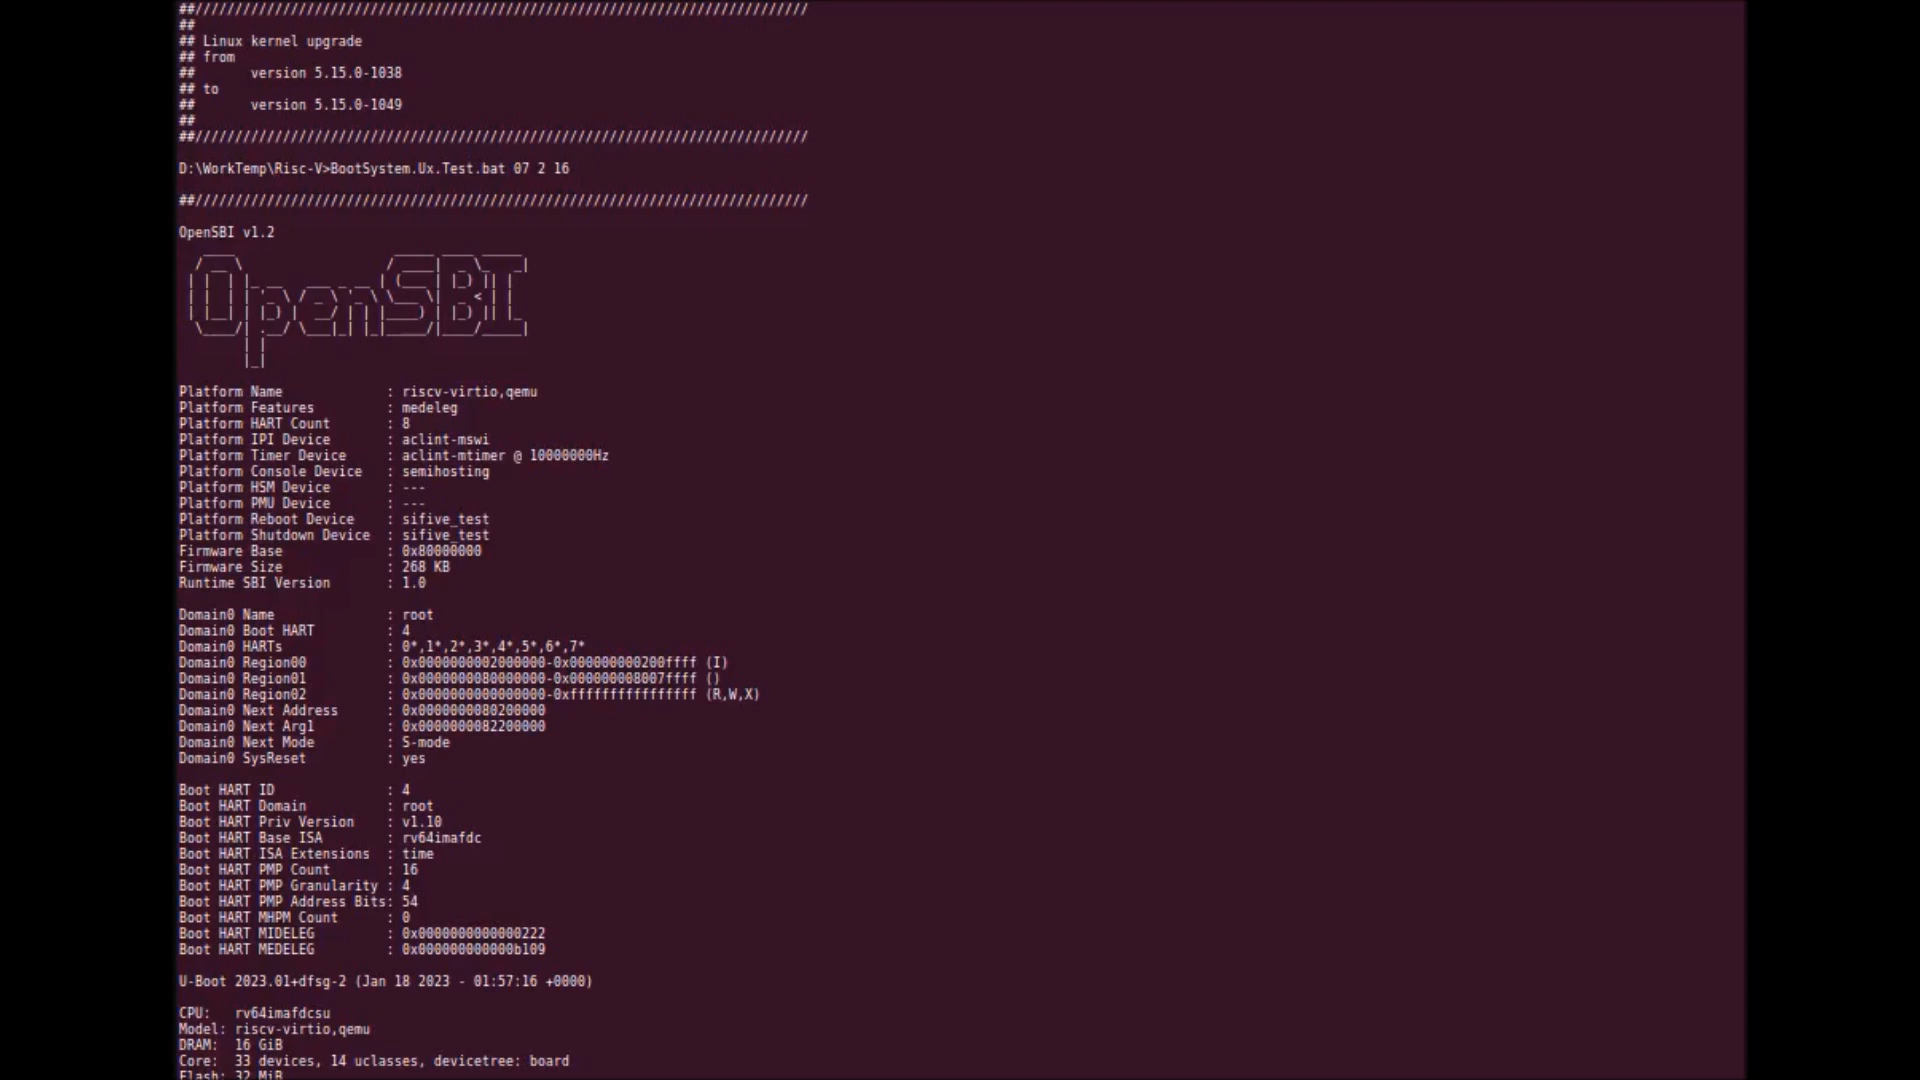 ##/////////////////////////////////////////////////////////////////////////////
##
## Linux kernel upgrade
## from
##       version 5.15.0-1038
## to
##       version 5.15.0-1049
##
##/////////////////////////////////////////////////////////////////////////////
D:\WorkTemp\Risc-V>BootSystem.Ux.Test.bat 07 2 16
##/////////////////////////////////////////////////////////////////////////////
OpenSBI v1.2
OpenSBI
Platform Name             : riscv-virtio,qemu
Platform Features         : medeleg
Platform HART Count       : 8
Platform IPI Device       : aclint-mswi
Platform Timer Device     : aclint-mtimer @ 10000000Hz
Platform Console Device   : semihosting
Platform HSM Device       : ---
Platform PMU Device       : ---
Platform Reboot Device    : sifive_test
Platform Shutdown Device  : sifive_test
Firmware Base             : 0x80000000
Firmware Size             : 268 KB
Runtime SBI Version       : 1.0
Domain0 Name              : root
Domain0 Boot HART         : 4
Domain0 HARTs             : 0*,1*,2*,3*,4*,5*,6*,7*
Domain0 Region00          : 0x0000000002000000-0x000000000200ffff (I)
Domain0 Region01          : 0x0000000080000000-0x000000008007ffff ()
Domain0 Region02          : 0x0000000000000000-0xffffffffffffffff (R,W,X)
Domain0 Next Address      : 0x0000000080200000
Domain0 Next Arg1         : 0x0000000082200000
Domain0 Next Mode         : S-mode
Domain0 SysReset          : yes
Boot HART ID              : 4
Boot HART Domain          : root
Boot HART Priv Version    : v1.10
Boot HART Base ISA        : rv64imafdc
Boot HART ISA Extensions  : time
Boot HART PMP Count       : 16
Boot HART PMP Granularity : 4
Boot HART PMP Address Bits: 54
Boot HART MHPM Count      : 0
Boot HART MIDELEG         : 0x0000000000000222
Boot HART MEDELEG         : 0x000000000000b109
U-Boot 2023.01+dfsg-2 (Jan 18 2023 - 01:57:16 +0000)
CPU:   rv64imafdcsu
Model: riscv-virtio,qemu
DRAM:  16 GiB
Core:  33 devices, 14 uclasses, devicetree: board
Flash: 32 MiB